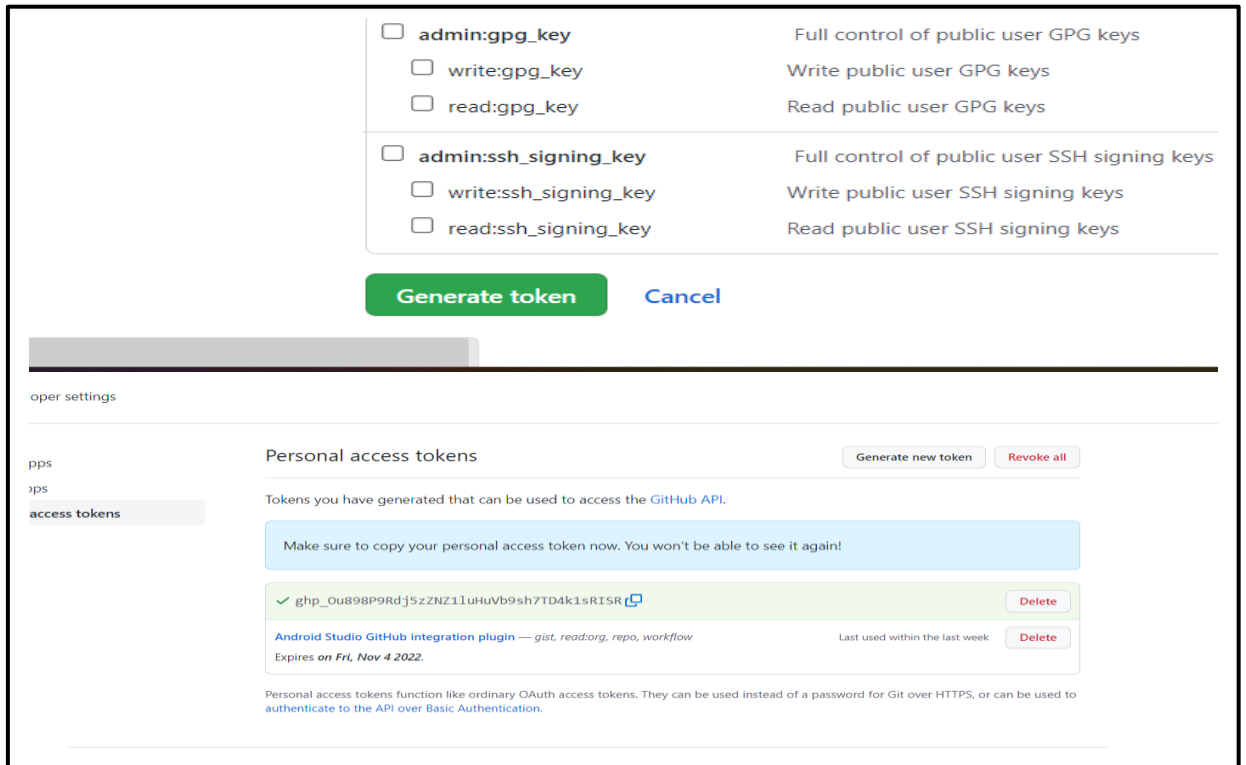 admin:gpg_key Full control of public user GPG keys
write:gpg_key Write public user GPG keys
read:gpg_key Read public user GPG keys
admin:ssh_signing_key Full control of public user SSH signing keys
write:ssh_signing_key Write public user SSH signing keys
read:ssh_signing_key Read public user SSH signing keys
Generate token Cancel
oper settings
Personal access tokens Generate new token Revoke all
pps
pps
access tokens
Tokens you have generated that can be used to access the GitHub API.
Make sure to copy your personal access token now. You won't be able to see it again!
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 Delete
Android Studio GitHub integration plugin — gist, read:org, repo, workflow Last used within the last week Delete
Expires on Fri, Nov 4 2022.
Personal access tokens function like ordinary OAuth access tokens. They can be used instead of a password for Git over HTTPS, or can be used to
authenticate to the API over Basic Authentication.